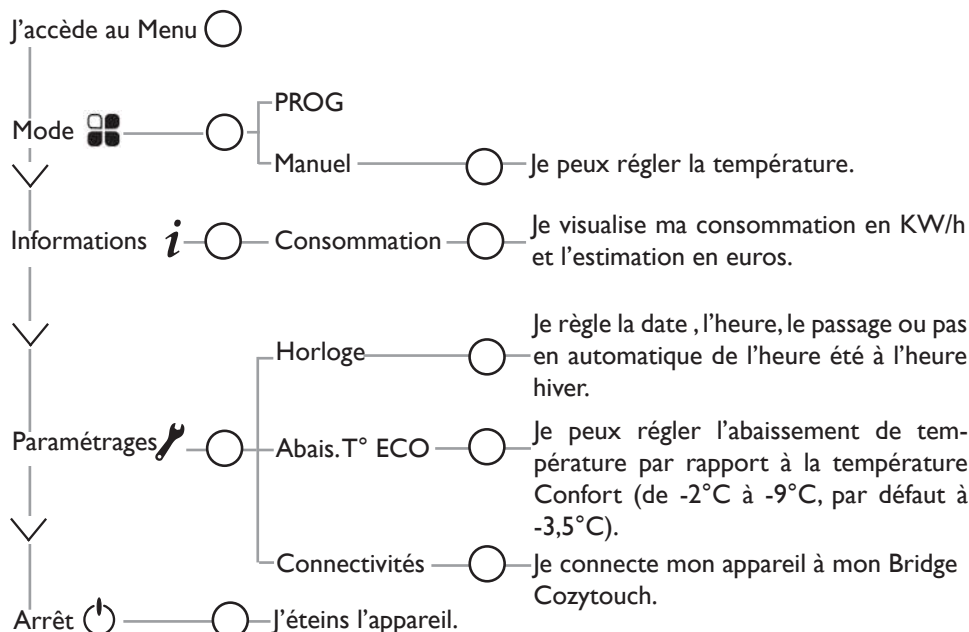 J'accède au Menu
Mode
PROG
Manuel
Je peux régler la température.
Informations i
Consommation
Je visualise ma consommation en KW/h
et l'estimation en euros.
Horloge
Je règle la date , l'heure, le passage ou pas
en automatique de l'heure été à l'heure
hiver.
Paramétrages
Abais.T° ECO
Je peux régler l'abaissement de tem-
pérature par rapport à la température
Confort (de -2°C à -9°C, par défaut à
-3,5°C).
Connectivités
Je connecte mon appareil à mon Bridge
Cozytouch.
Arrêt
J'éteins l'appareil.